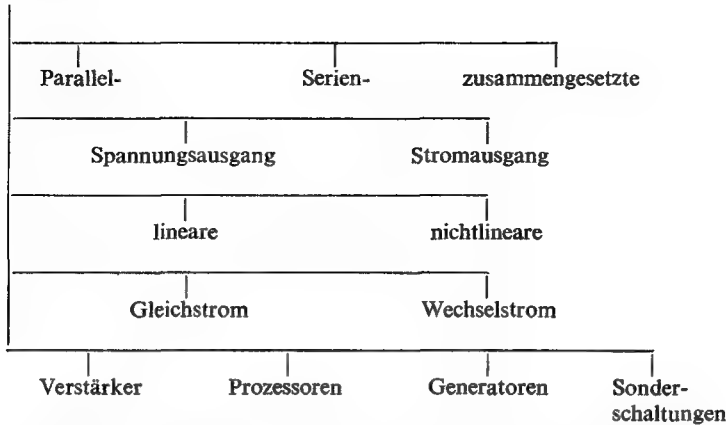 Parallel- Serien- zusammengesetzte
Spannungsausgang Stromausgang
lineare nichtlineare
Gleichstrom Wechselstrom
Verstärker Prozessoren Generatoren Sonder-
schaltungen